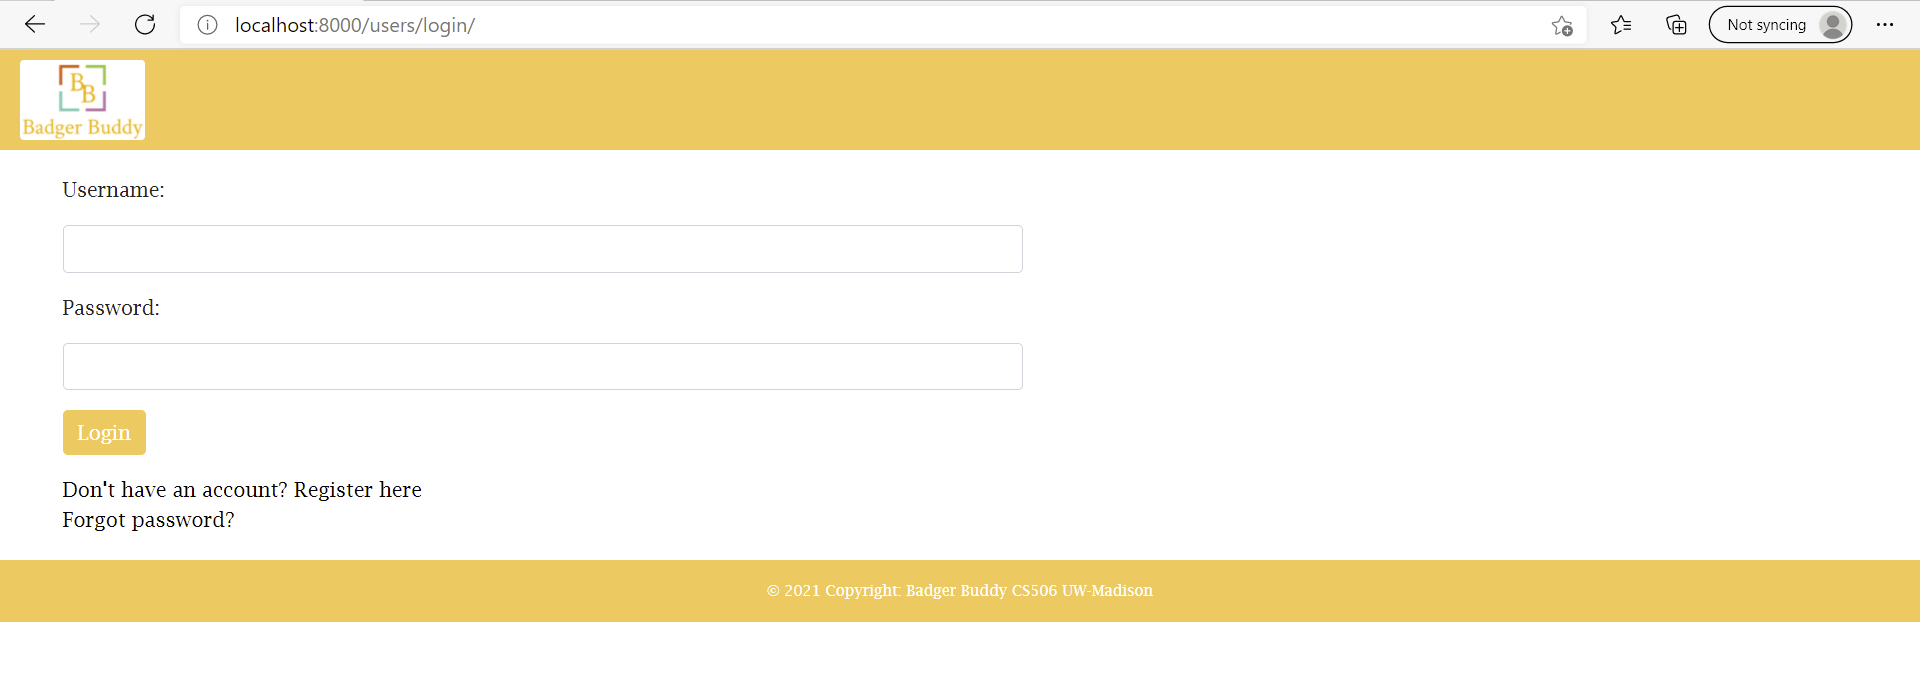 localhost:8000/users/login/
Not syncing
BB
Badger Buddy
Username:
Password:
Login
Don't have an account? Register here
Forgot password?
© 2021 Copyright: Badger Buddy CS506 UW-Madison